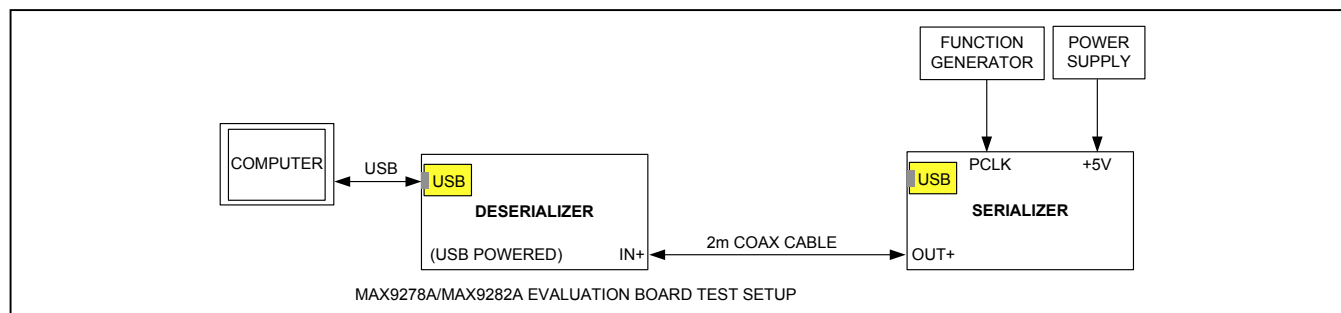 FUNCTION
GENERATOR
POWER
SUPPLY
COMPUTER
USB
USB
DESERIALIZER
(USB POWERED)
IN+
2m COAX CABLE
PCLK
+5V
USB
SERIALIZER
OUT+
MAX9278A/MAX9282A EVALUATION BOARD TEST SETUP